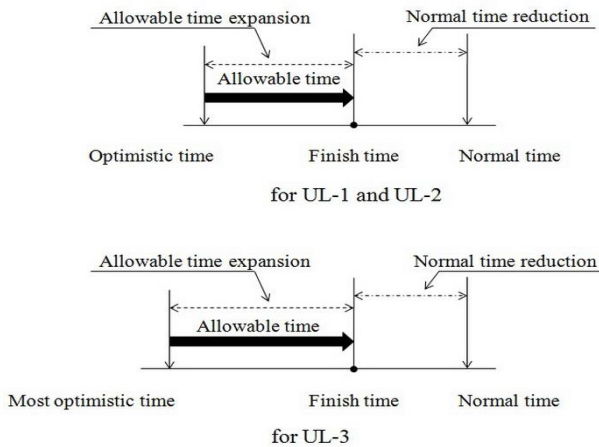 Allowable time expansion
Normal time reduction
Allowable time
Optimistic time
Finish time
Normal time
for UL-1 and UL-2
Allowable time expansion
Normal time reduction
Allowable time
Most optimistic time
Finish time
Normal time
for UL-3